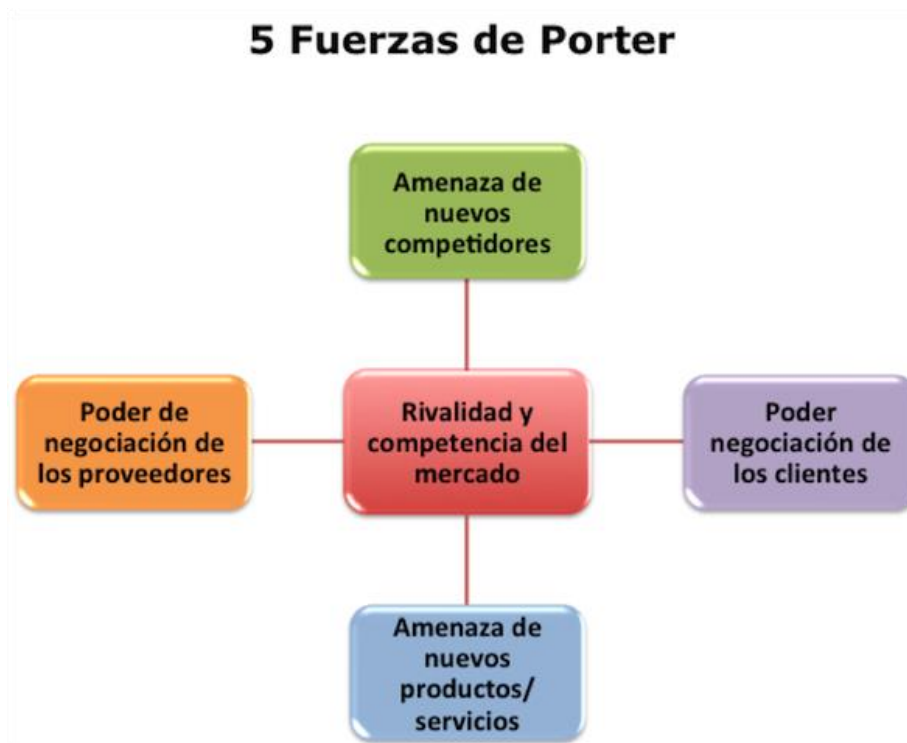 5 Fuerzas de Porter
Amenaza de
nuevos
competidores
Poder de
negociación de
los proveedores
Rivalidad y
competencia del
mercado
Poder
negociación de
los clientes
Amenaza de
nuevos
productos/
servicios